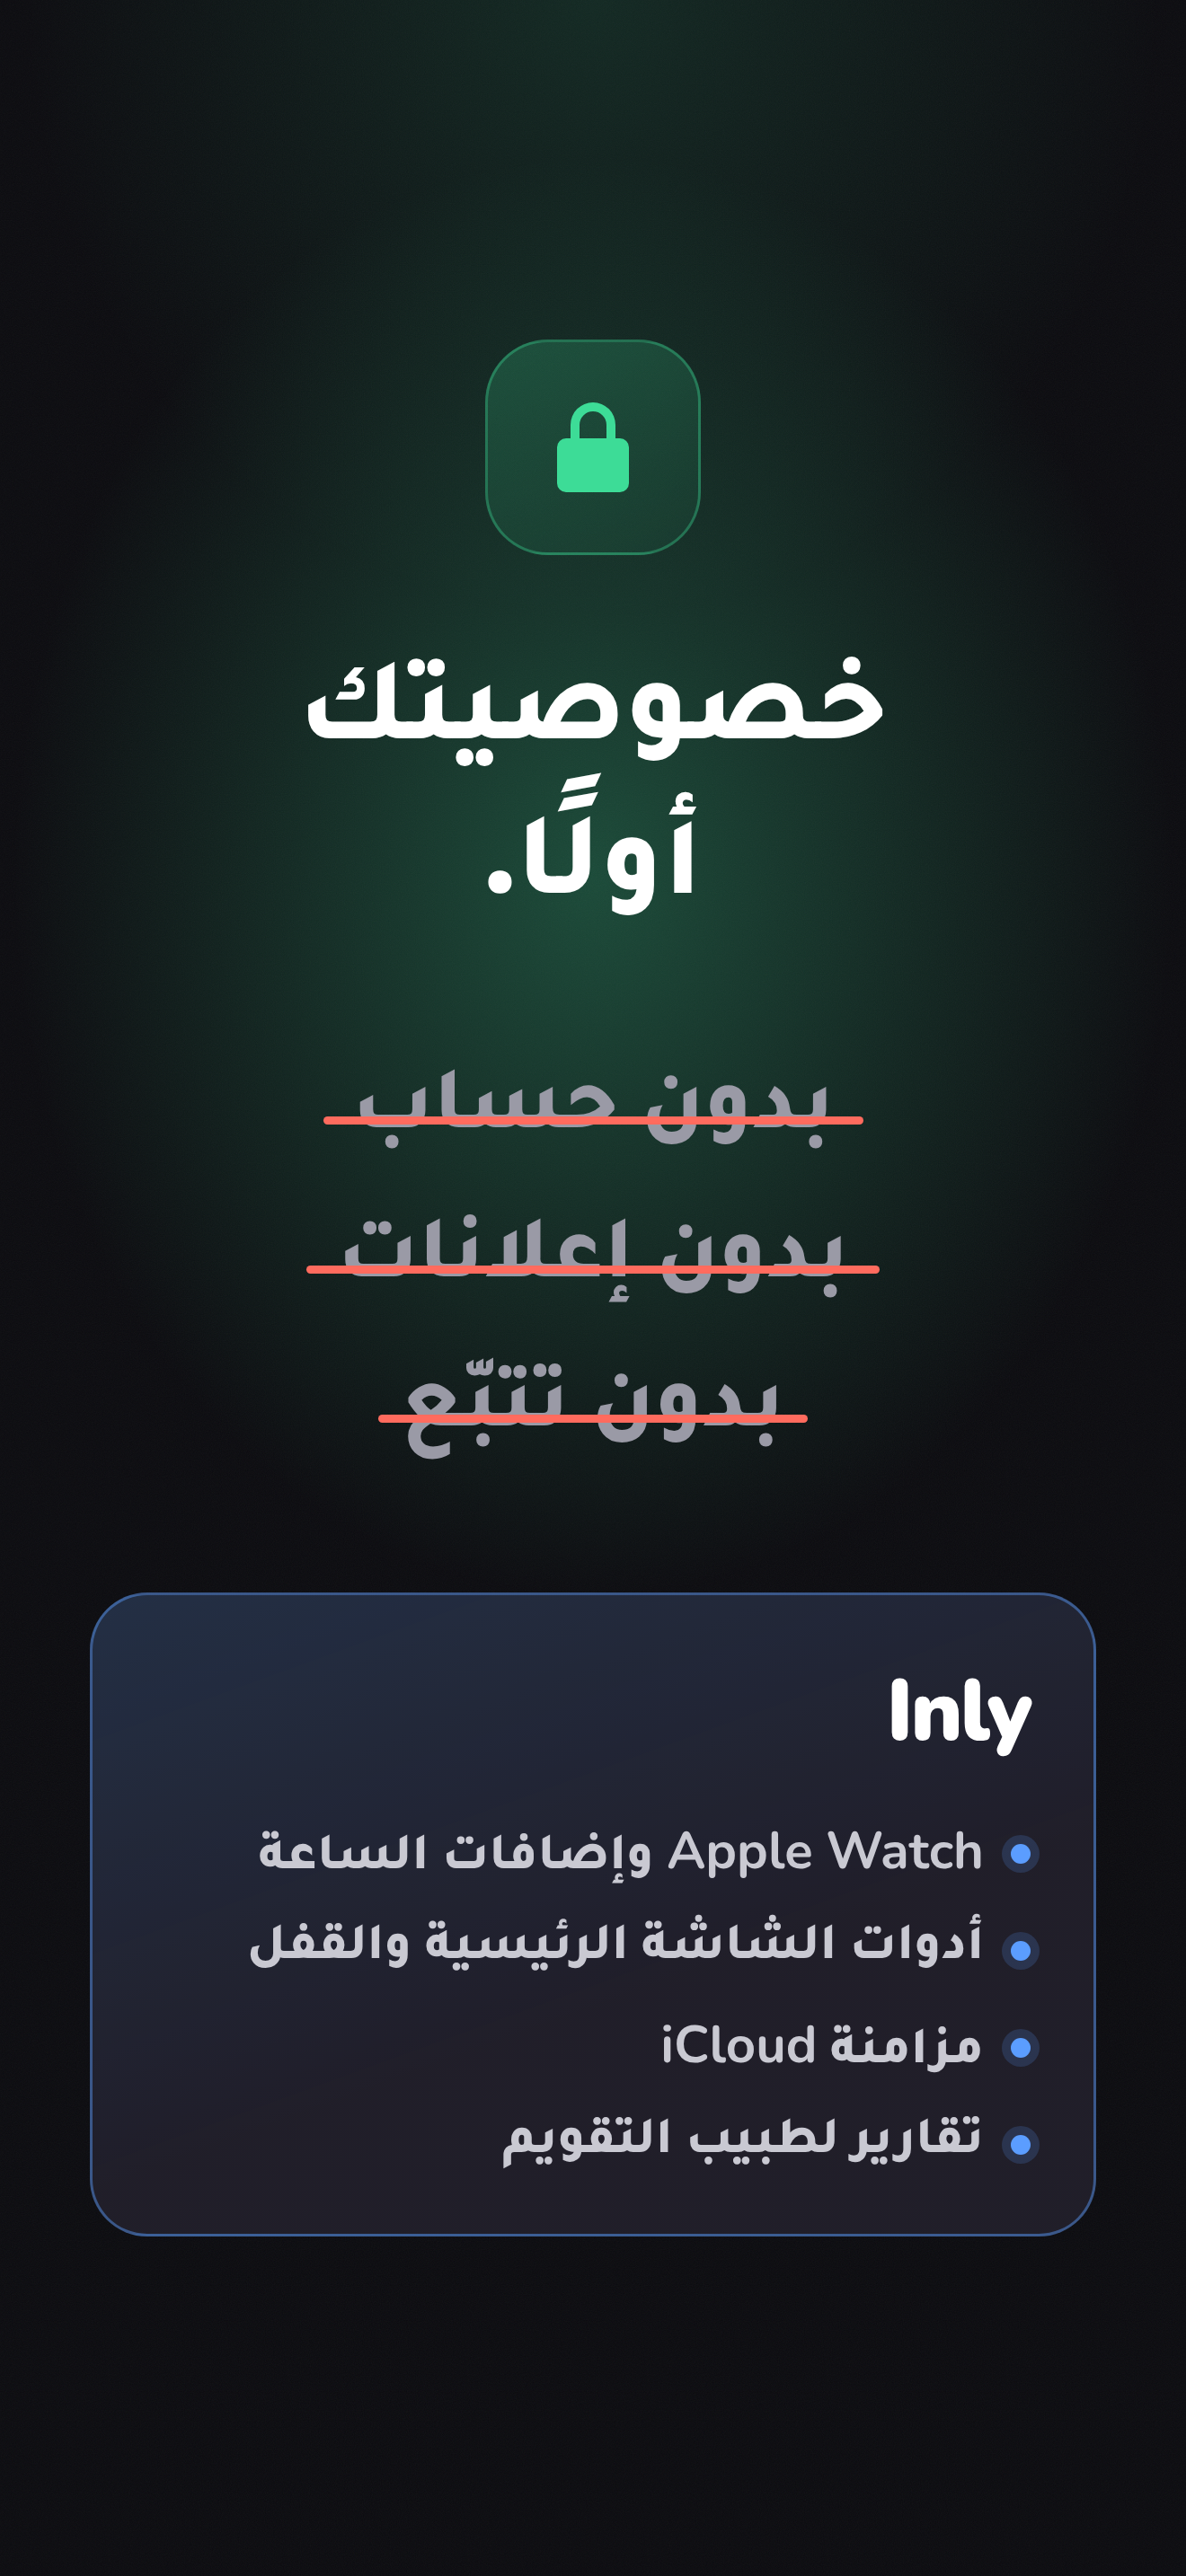 خصوصيتك
أولًا.
بدون حساب
بدون إعلانات
بدون تتبّع
Inly
Apple Watch وإضافات الساعة
أدوات الشاشة الرئيسية والقفل
مزامنة iCloud
تقارير لطبيب التقويم